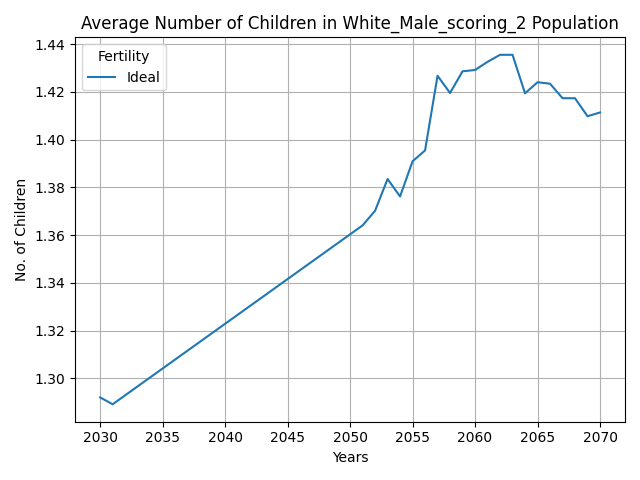 Average Number of Children in White_Male_scoring_2 Population
Fertility
Ideal
No. of Children
1.44
1.42
1.40
1.38
1.36
1.34
1.32
1.30
2030 2035 2040 2045 2050 2055 2060 2065 2070
Years